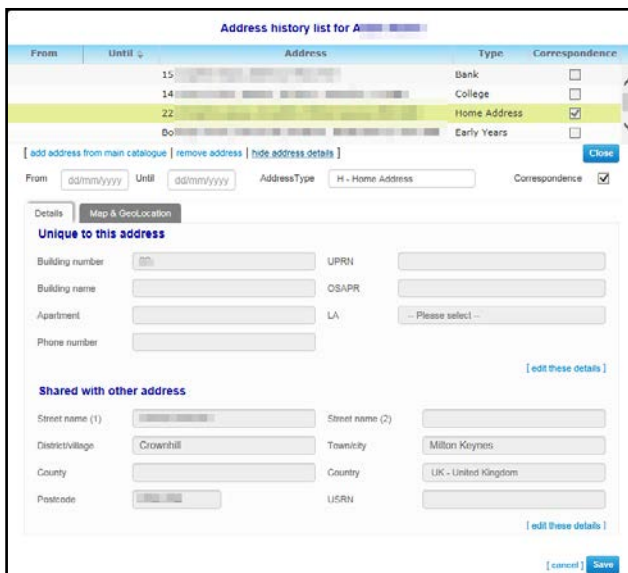 Address history list for A
From Until Address Type Correspondence
15 Bank
14 College
22 Home Address
Bo Early Years
[ add address from main catalogue | remove address | hide address details ] Close
From dd/mm/yyyy Until dd/mm/yyyy AddressType H - Home Address Correspondence
Details Map & GeoLocation
Unique to this address
Building number UPRN
Building name OSAPR
Apartment LA -- Please select --
Phone number
[ edit these details ]
Shared with other address
Street name (1) Street name (2)
District/village Crownhill Town/city Milton Keynes
County Country UK - United Kingdom
Postcode USRN
[ edit these details ]
[ cancel ] Save